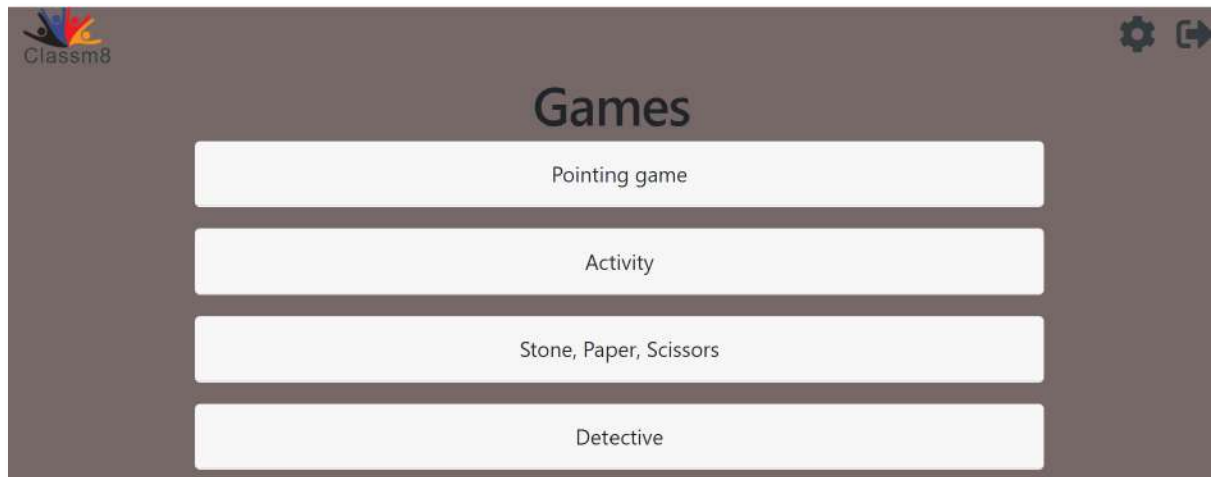 Classm8
Games
Pointing game
Activity
Stone, Paper, Scissors
Detective